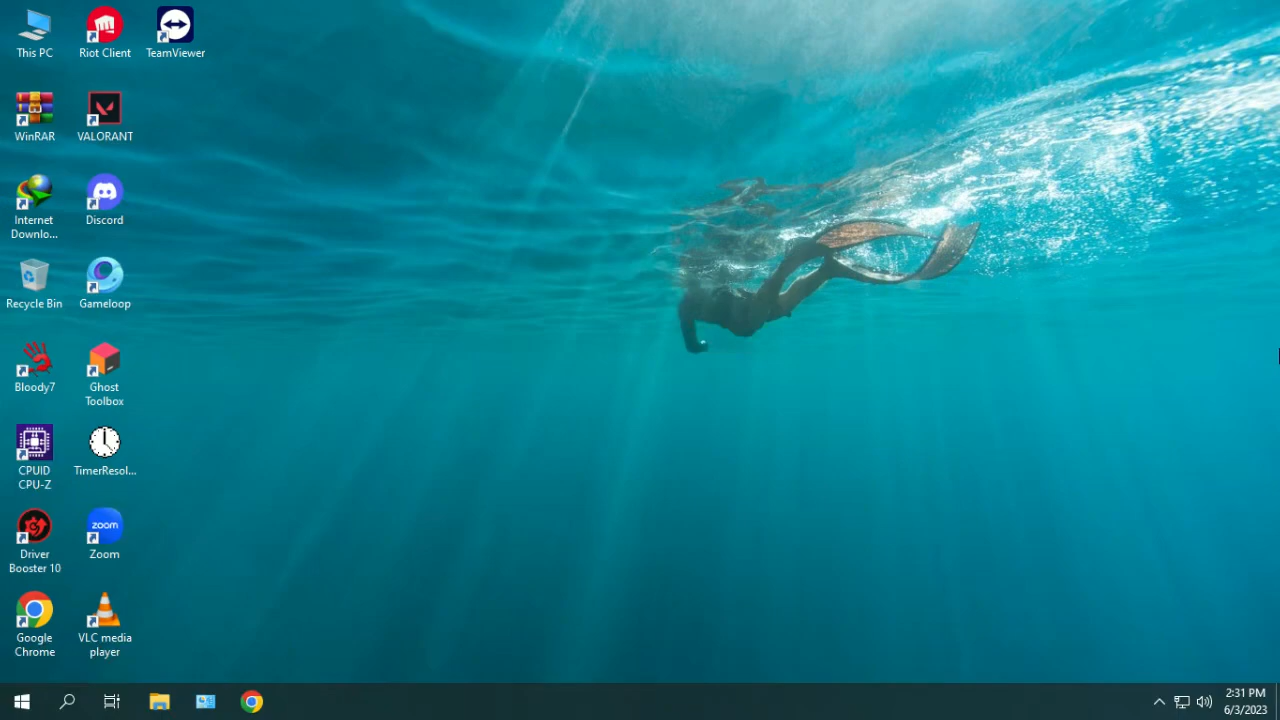 This PC
Riot Client
TeamViewer
WinRAR
VALORANT
Internet
Downlo...
Discord
Recycle Bin
Gameloop
Bloody7
Ghost
Toolbox
CPUID
CPU-Z
TimerResol...
Driver
Booster 10
zoom
Zoom
Google
Chrome
VLC media
player
2:31 PM
6/3/2023